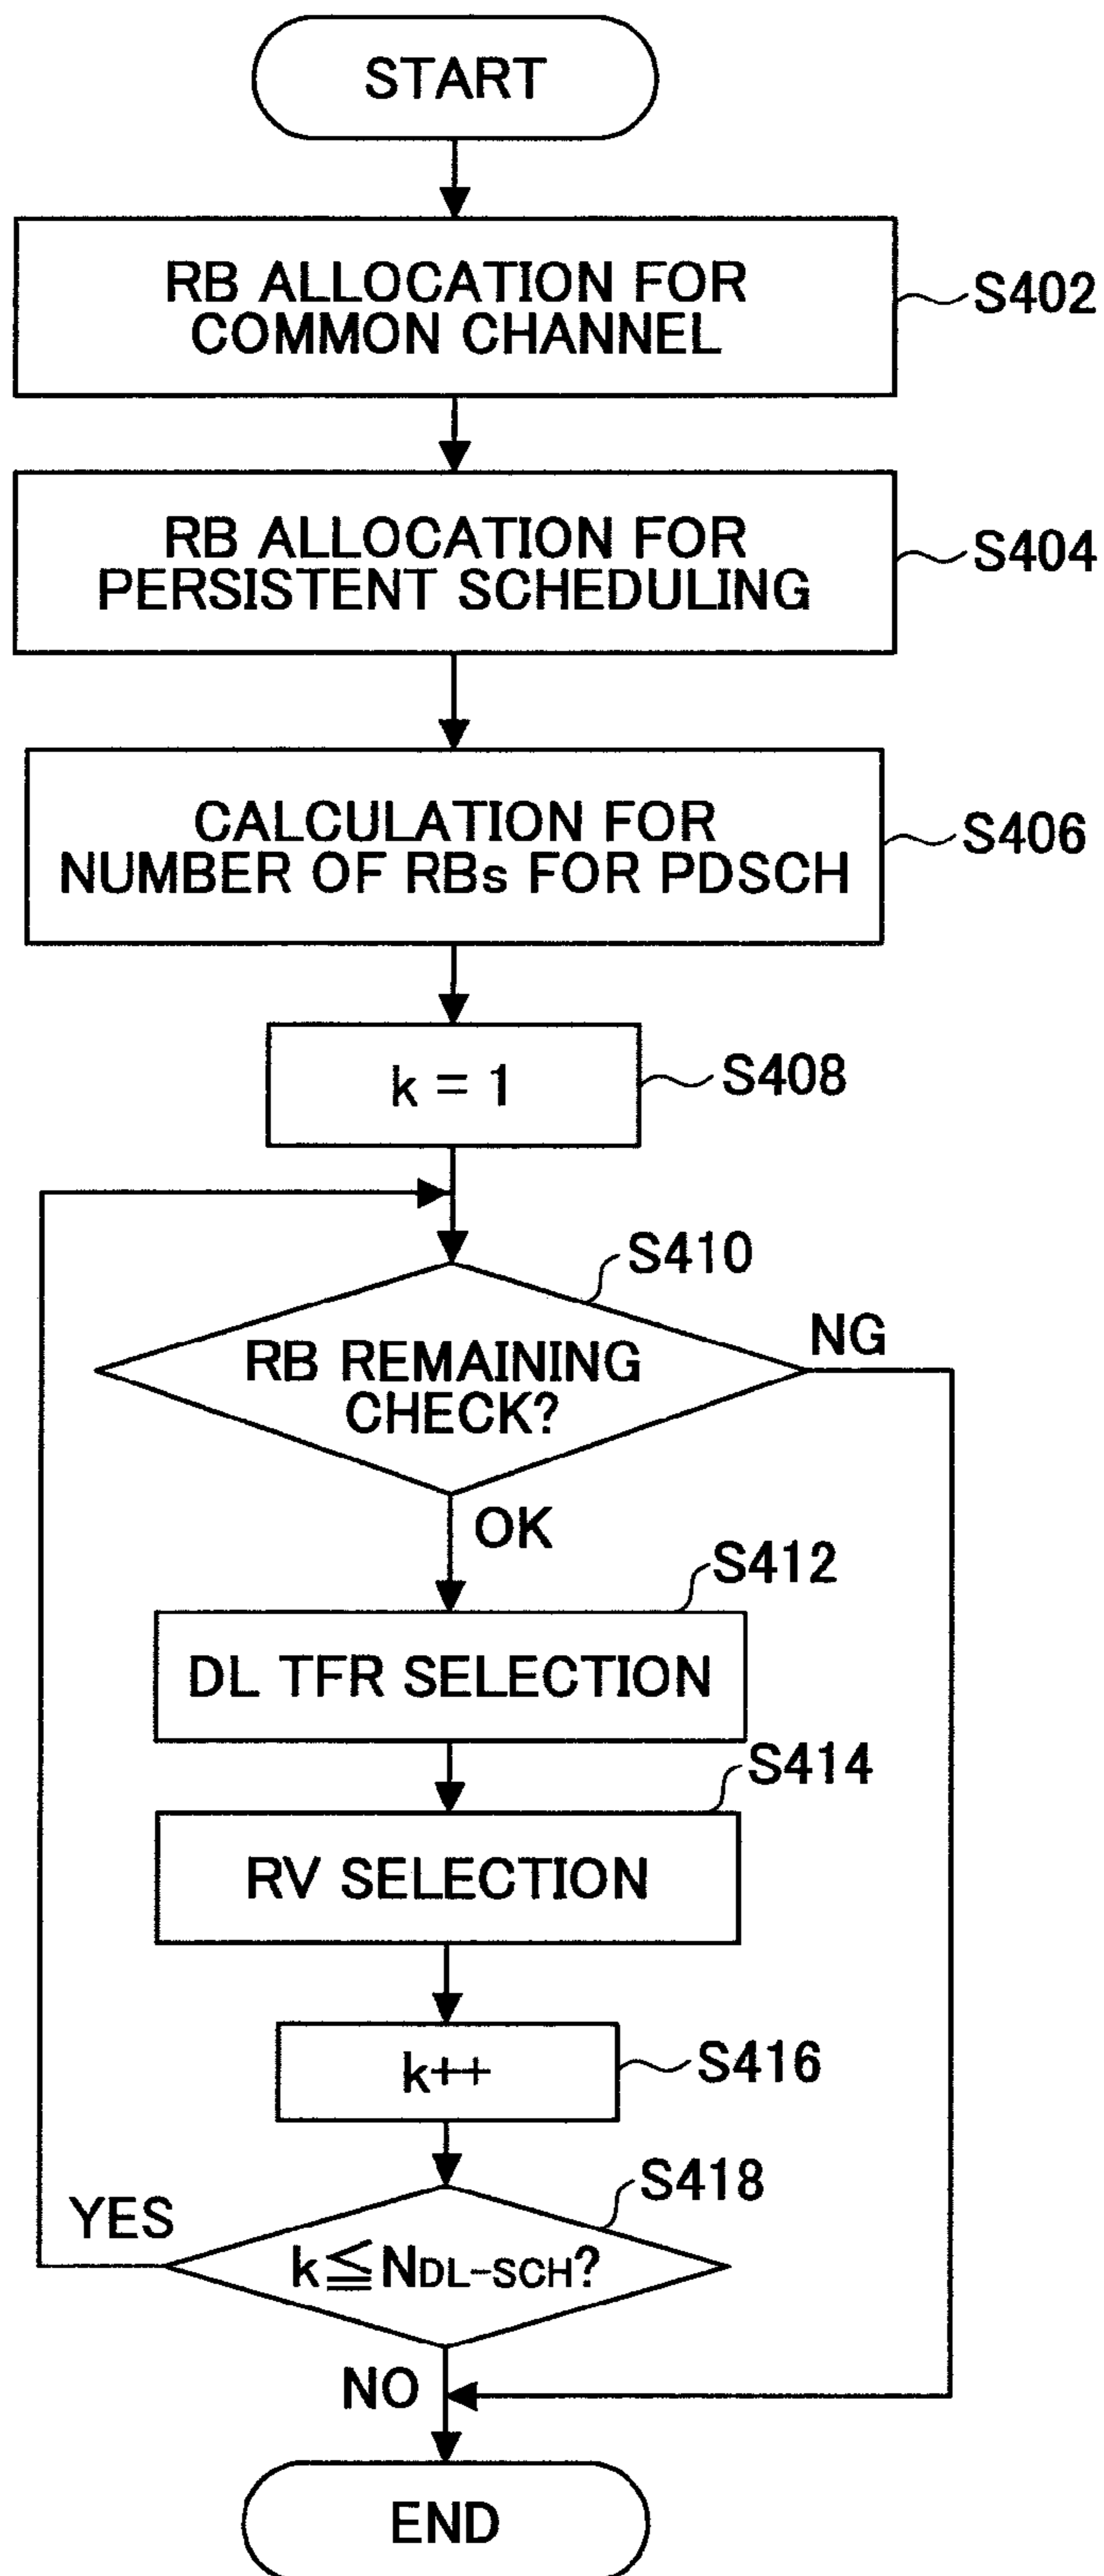 START
RB ALLOCATION FOR
COMMON CHANNEL
S402
RB ALLOCATION FOR
PERSISTENT SCHEDULING
S404
CALCULATION FOR
NUMBER OF RBs FOR PDSCH
S406
k = 1
S408
S410
RB REMAINING
CHECK?
NG
OK
S412
DL TFR SELECTION
S414
RV SELECTION
k++
S416
S418
YES
k≦NDL-SCH?
NO
END